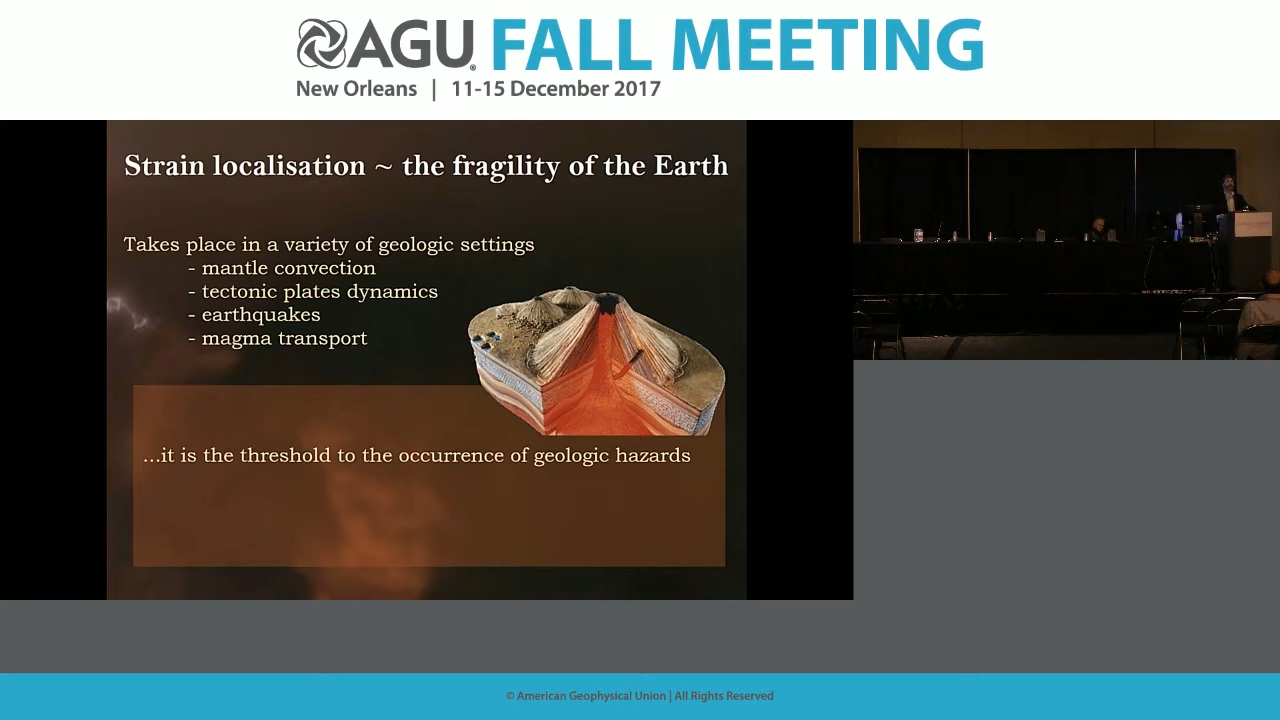 AGU FALL MEETING
New Orleans | 11-15 December 2017
Strain localisation ~ the fragility of the Earth
Takes place in a variety of geologic settings
- mantle convection
- tectonic plates dynamics
- earthquakes
- magma transport
...it is the threshold to the occurrence of geologic hazards
© American Geophysical Union | All Rights Reserved